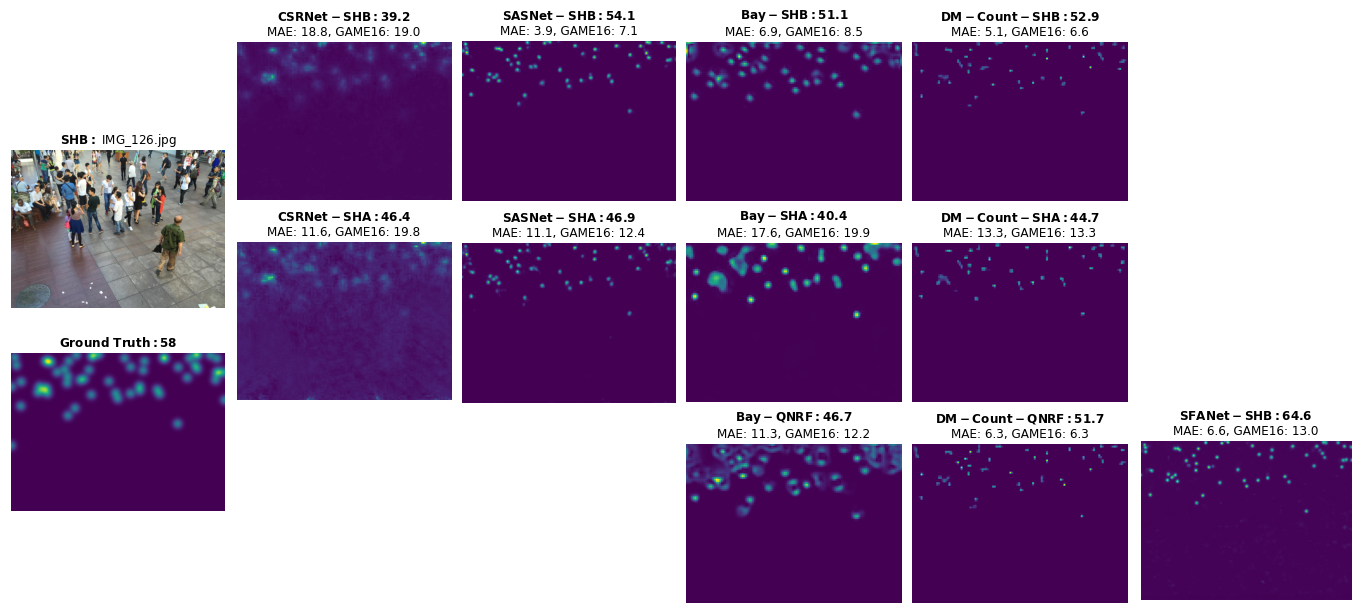 CSRNet − SHB: 39.2
MAE: 18.8, GAME16: 19.0
SASNet − SHB: 54.1
MAE: 3.9, GAME16: 7.1
Bay − SHB: 51.1
MAE: 6.9, GAME16: 8.5
DM − Count − SHB: 52.9
MAE: 5.1, GAME16: 6.6
SHB: IMG_126.jpg
CSRNet − SHA: 46.4
MAE: 11.6, GAME16: 19.8
SASNet − SHA: 46.9
MAE: 11.1, GAME16: 12.4
Bay − SHA: 40.4
MAE: 17.6, GAME16: 19.9
DM − Count − SHA: 44.7
MAE: 13.3, GAME16: 13.3
Ground Truth: 58
Bay − QNRF: 46.7
MAE: 11.3, GAME16: 12.2
DM − Count − QNRF: 51.7
MAE: 6.3, GAME16: 6.3
SFANet − SHB: 64.6
MAE: 6.6, GAME16: 13.0